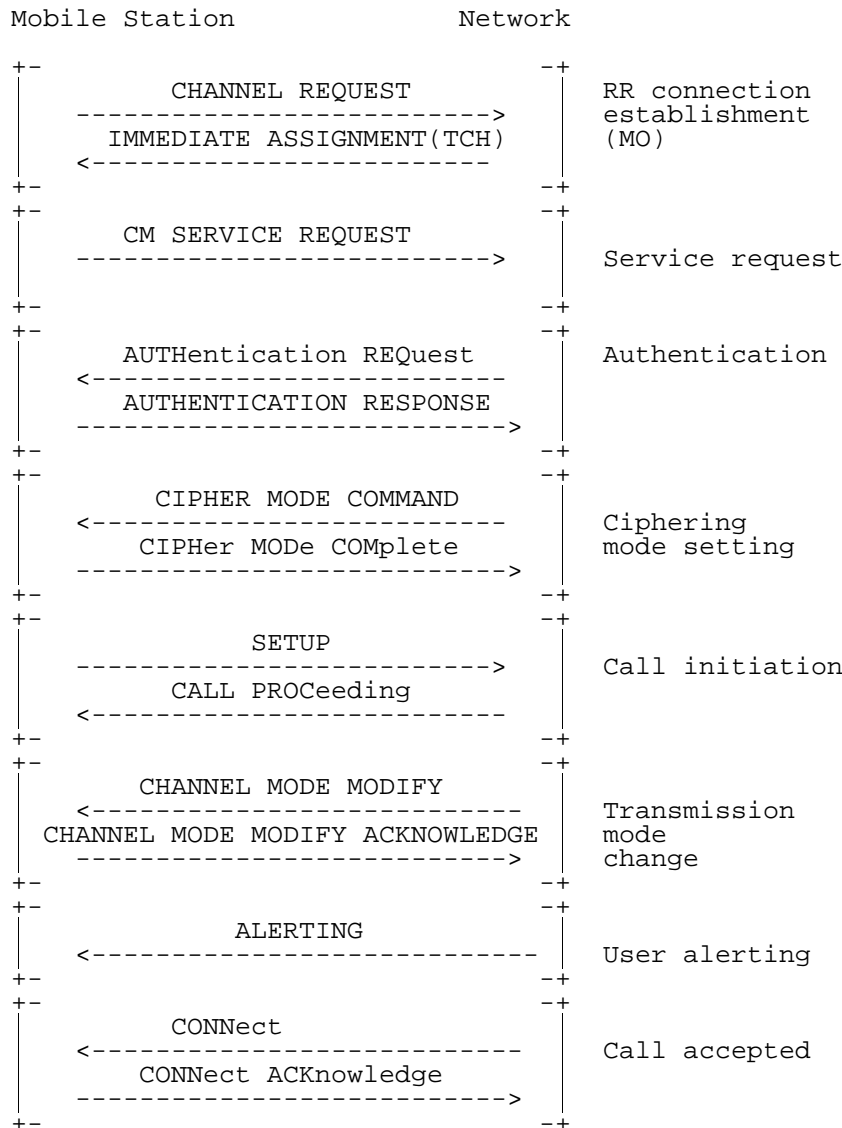 Mobile Station Network
+- -+
CHANNEL REQUEST RR connection
--------------------------> establishment
IMMEDIATE ASSIGNMENT(TCH) (MO)
<-------------------------
+- -+
+- -+
CM SERVICE REQUEST
--------------------------> Service request
+- -+
+- -+
AUTHentication REQuest Authentication
<--------------------------
AUTHENTICATION RESPONSE
--------------------------->
+- -+
+- -+
CIPHER MODE COMMAND
<-------------------------- Ciphering
CIPHer MODe COMplete mode setting
--------------------------->
+- -+
+- -+
SETUP
--------------------------> Call initiation
CALL PROCeeding
<--------------------------
+- -+
+- -+
CHANNEL MODE MODIFY
<--------------------------- Transmission
CHANNEL MODE MODIFY ACKNOWLEDGE mode
---------------------------> change
+- -+
+- -+
ALERTING
<---------------------------- User alerting
+- -+
+- -+
CONNect
<--------------------------- Call accepted
CONNect ACKnowledge
--------------------------->
+- -+